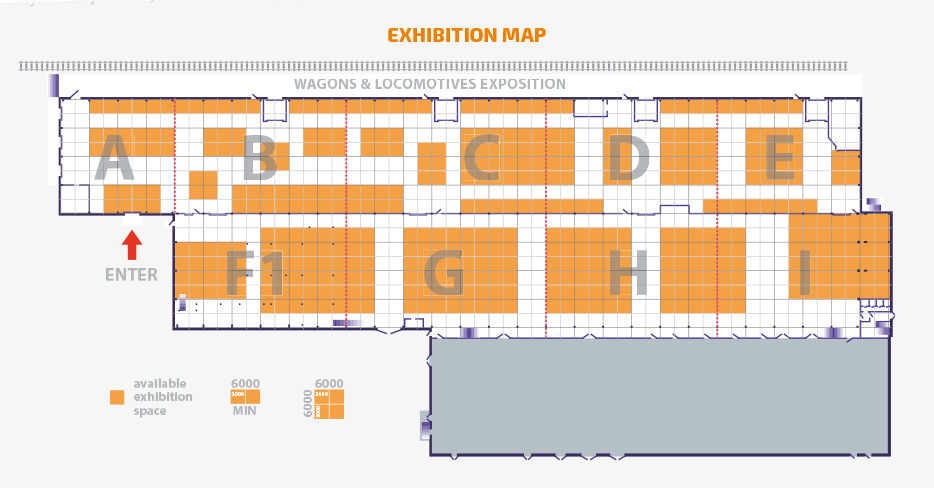 EXHIBITION MAP
WAGONS & LOCOMOTIVES EXPOSITION
A B C D E
F1 G H I
ENTER
available
exhibition
space
6000
MIN
6000
6000